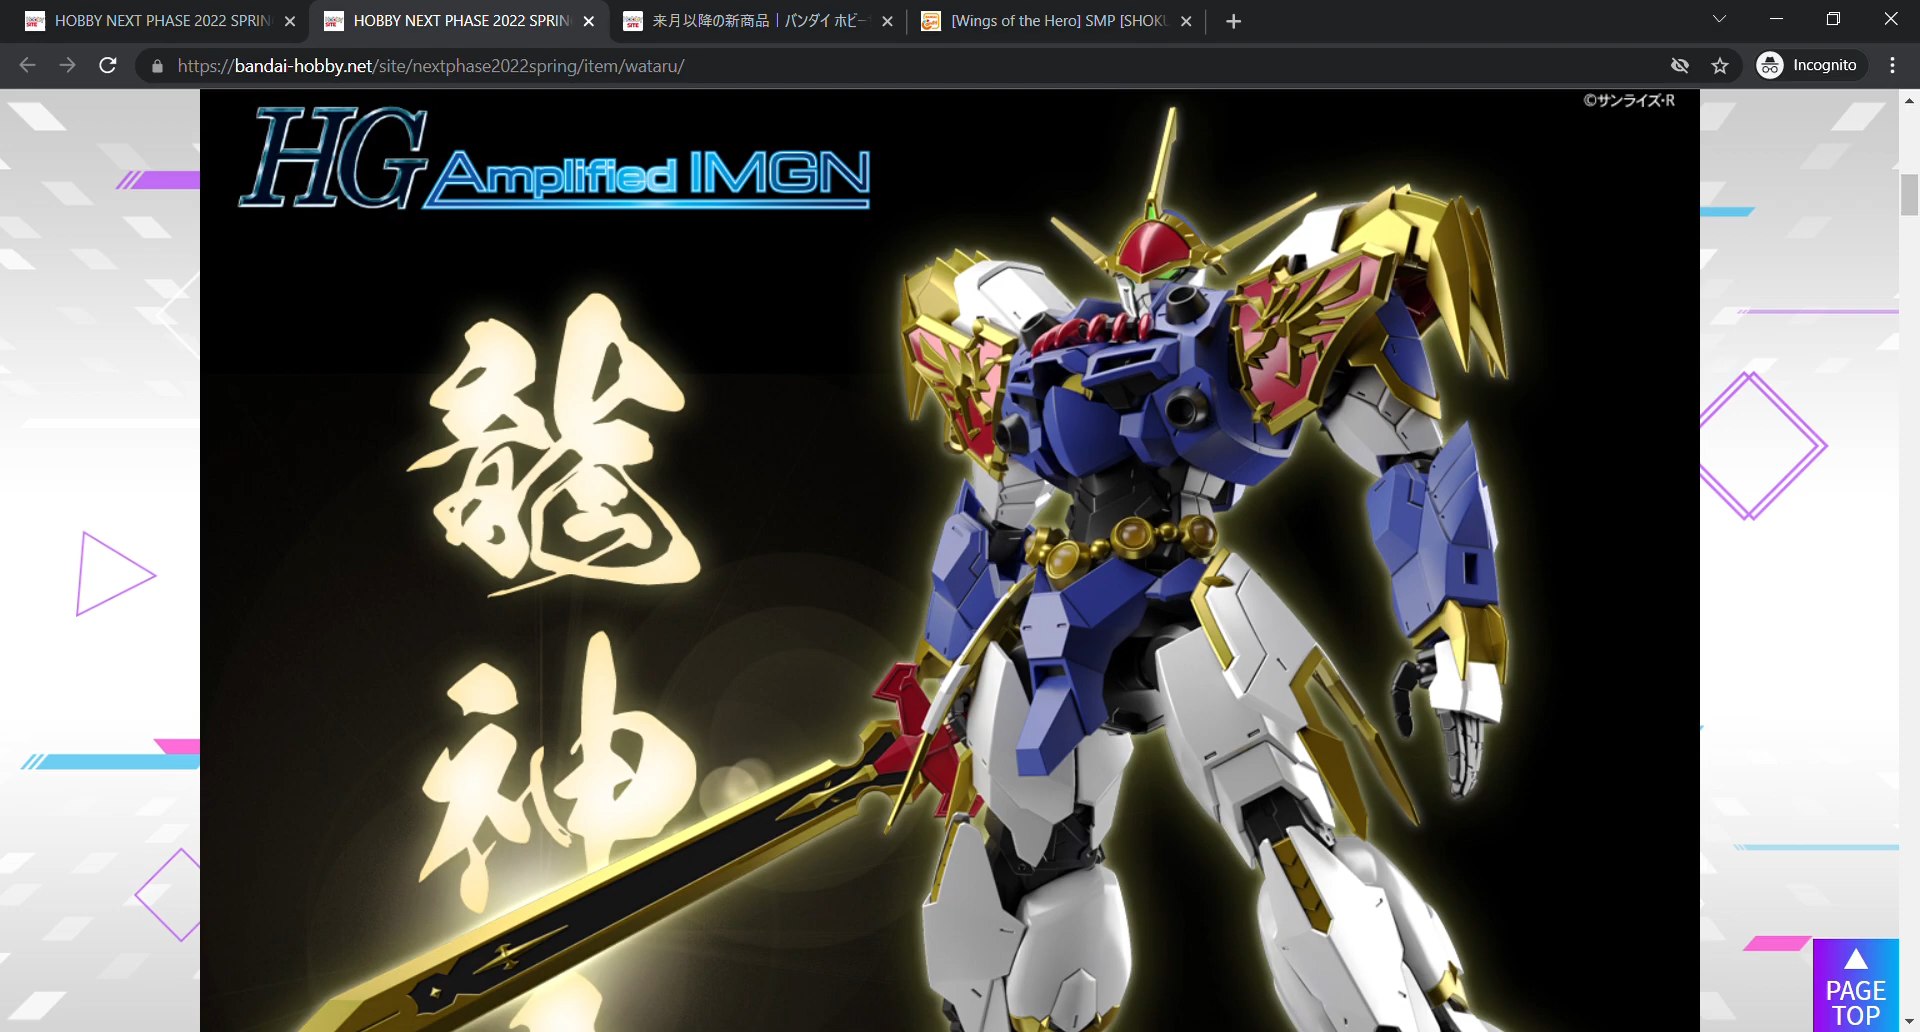 HOBBY NEXT PHASE 2022 SPRIN
HOBBY NEXT PHASE 2022 SPRIN
来月以降の新商品｜バンダイ ホビー
[Wings of the Hero] SMP [SHOKU
https://bandai-hobby.net/site/nextphase2022spring/item/wataru/
Incognito
©サンライズ・R
HG Amplified IMGN
龍
神
PAGE
TOP